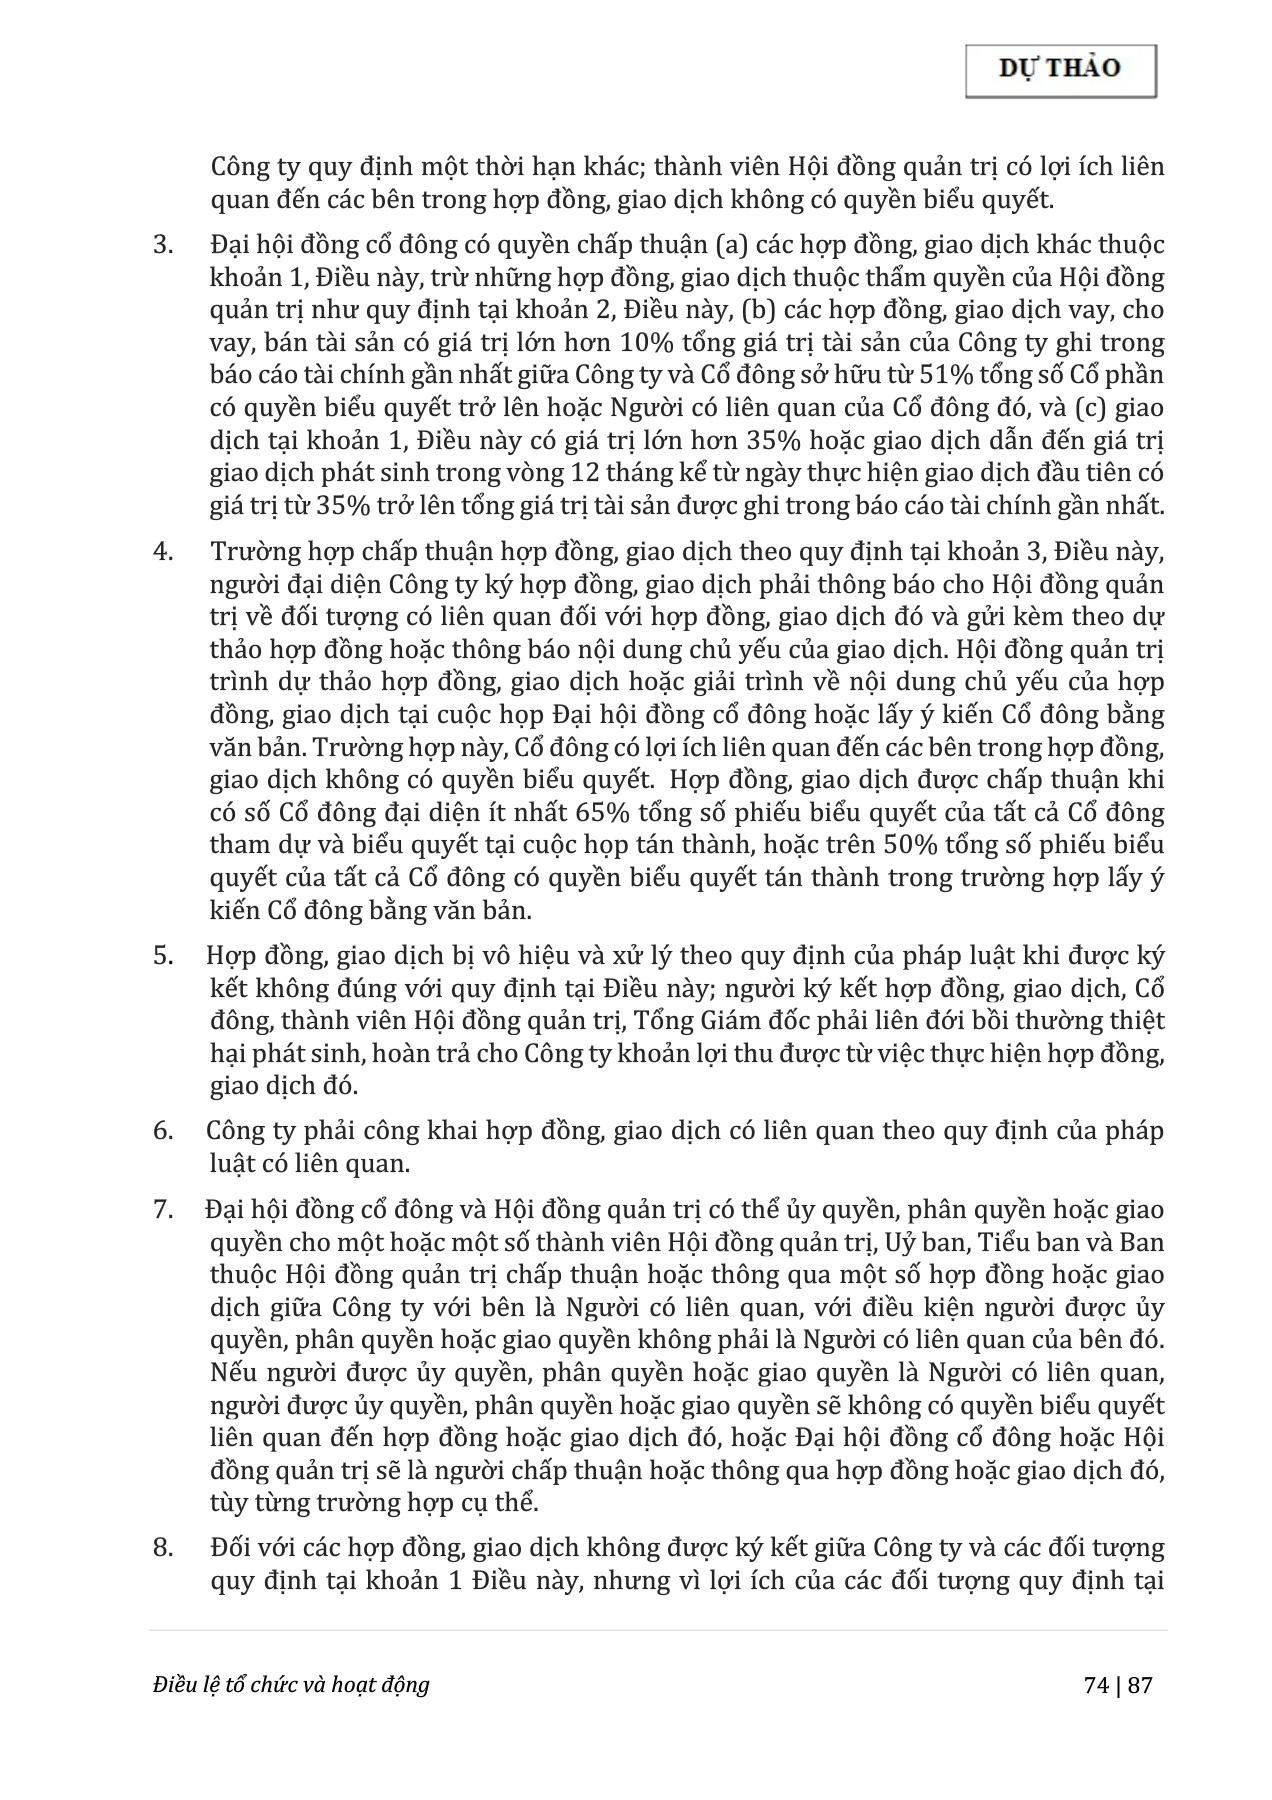 DỰ THẢO
Công ty quy định một thời hạn khác; thành viên Hội đồng quản trị có lợi ích liên
quan đến các bên trong hợp đồng, giao dịch không có quyền biểu quyết.
3. Đại hội đồng cổ đông có quyền chấp thuận (a) các hợp đồng, giao dịch khác thuộc
khoản 1, Điều này, trừ những hợp đồng, giao dịch thuộc thẩm quyền của Hội đồng
quản trị như quy định tại khoản 2, Điều này, (b) các hợp đồng, giao dịch vay, cho
vay, bán tài sản có giá trị lớn hơn 10% tổng giá trị tài sản của Công ty ghi trong
báo cáo tài chính gần nhất giữa Công ty và Cổ đông sở hữu từ 51% tổng số Cổ phần
có quyền biểu quyết trở lên hoặc Người có liên quan của Cổ đông đó, và (c) giao
dịch tại khoản 1, Điều này có giá trị lớn hơn 35% hoặc giao dịch dẫn đến giá trị
giao dịch phát sinh trong vòng 12 tháng kể từ ngày thực hiện giao dịch đầu tiên có
giá trị từ 35% trở lên tổng giá trị tài sản được ghi trong báo cáo tài chính gần nhất.
4. Trường hợp chấp thuận hợp đồng, giao dịch theo quy định tại khoản 3, Điều này,
người đại diện Công ty ký hợp đồng, giao dịch phải thông báo cho Hội đồng quản
trị về đối tượng có liên quan đối với hợp đồng, giao dịch đó và gửi kèm theo dự
thảo hợp đồng hoặc thông báo nội dung chủ yếu của giao dịch. Hội đồng quản trị
trình dự thảo hợp đồng, giao dịch hoặc giải trình về nội dung chủ yếu của hợp
đồng, giao dịch tại cuộc họp Đại hội đồng cổ đông hoặc lấy ý kiến Cổ đông bằng
văn bản. Trường hợp này, Cổ đông có lợi ích liên quan đến các bên trong hợp đồng,
giao dịch không có quyền biểu quyết. Hợp đồng, giao dịch được chấp thuận khi
có số Cổ đông đại diện ít nhất 65% tổng số phiếu biểu quyết của tất cả Cổ đông
tham dự và biểu quyết tại cuộc họp tán thành, hoặc trên 50% tổng số phiếu biểu
quyết của tất cả Cổ đông có quyền biểu quyết tán thành trong trường hợp lấy ý
kiến Cổ đông bằng văn bản.
5. Hợp đồng, giao dịch bị vô hiệu và xử lý theo quy định của pháp luật khi được ký
kết không đúng với quy định tại Điều này; người ký kết hợp đồng, giao dịch, Cổ
đông, thành viên Hội đồng quản trị, Tổng Giám đốc phải liên đới bồi thường thiệt
hại phát sinh, hoàn trả cho Công ty khoản lợi thu được từ việc thực hiện hợp đồng,
giao dịch đó.
6. Công ty phải công khai hợp đồng, giao dịch có liên quan theo quy định của pháp
luật có liên quan.
7. Đại hội đồng cổ đông và Hội đồng quản trị có thể ủy quyền, phân quyền hoặc giao
quyền cho một hoặc một số thành viên Hội đồng quản trị, Uỷ ban, Tiểu ban và Ban
thuộc Hội đồng quản trị chấp thuận hoặc thông qua một số hợp đồng hoặc giao
dịch giữa Công ty với bên là Người có liên quan, với điều kiện người được ủy
quyền, phân quyền hoặc giao quyền không phải là Người có liên quan của bên đó.
Nếu người được ủy quyền, phân quyền hoặc giao quyền là Người có liên quan,
người được ủy quyền, phân quyền hoặc giao quyền sẽ không có quyền biểu quyết
liên quan đến hợp đồng hoặc giao dịch đó, hoặc Đại hội đồng cổ đông hoặc Hội
đồng quản trị sẽ là người chấp thuận hoặc thông qua hợp đồng hoặc giao dịch đó,
tùy từng trường hợp cụ thể.
8. Đối với các hợp đồng, giao dịch không được ký kết giữa Công ty và các đối tượng
quy định tại khoản 1 Điều này, nhưng vì lợi ích của các đối tượng quy định tại
Điều lệ tổ chức và hoạt động
74 | 87